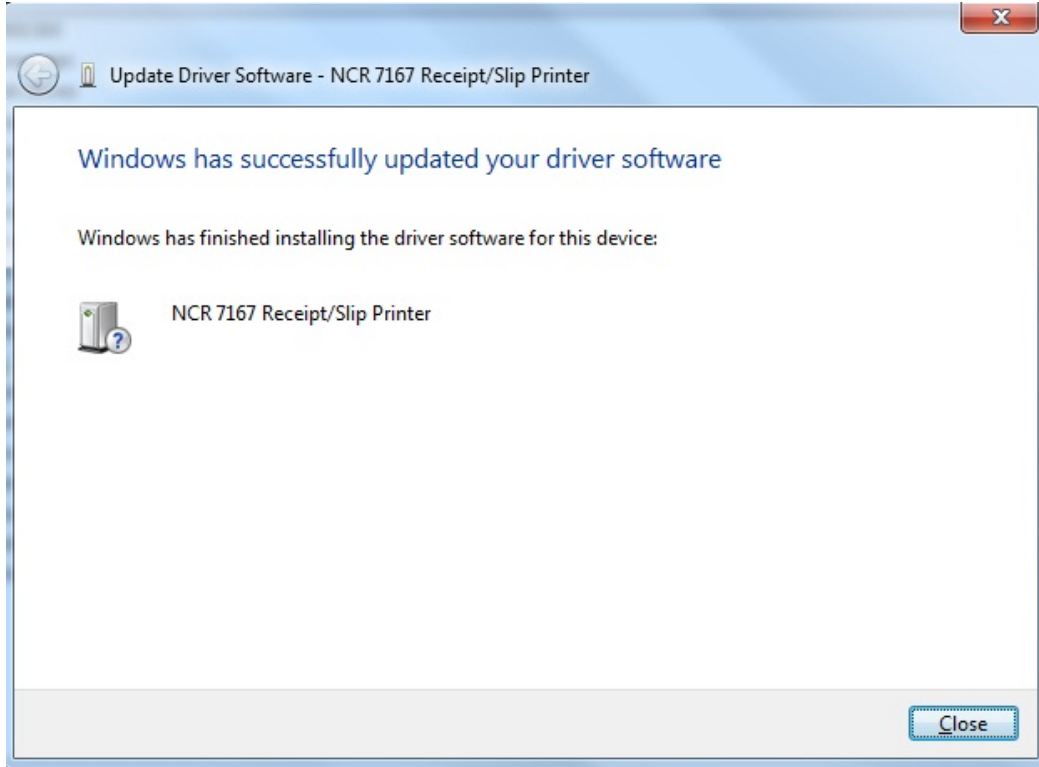 Update Driver Software - NCR 7167 Receipt/Slip Printer
Windows has successfully updated your driver software
Windows has finished installing the driver software for this device:
NCR 7167 Receipt/Slip Printer
Close